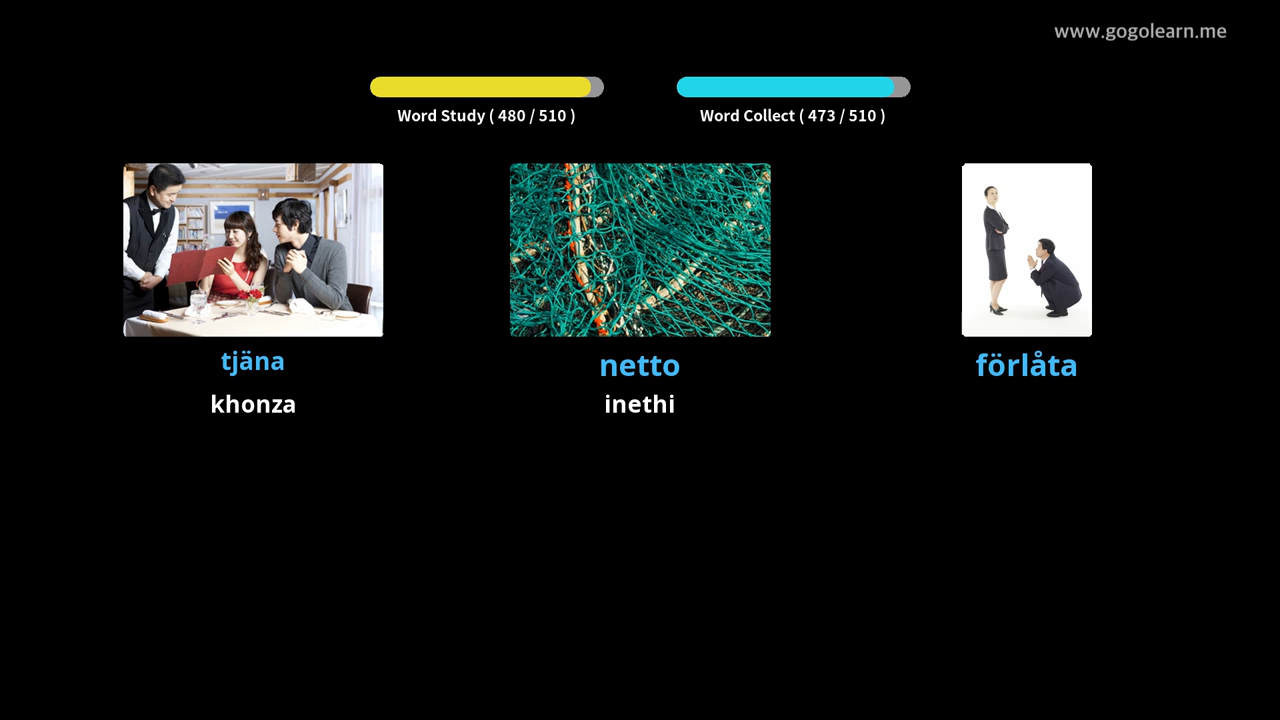 www.gogolearn.me
Word Study ( 480 / 510 )
Word Collect ( 473 / 510 )
tjäna
netto
förlåta
khonza
inethi